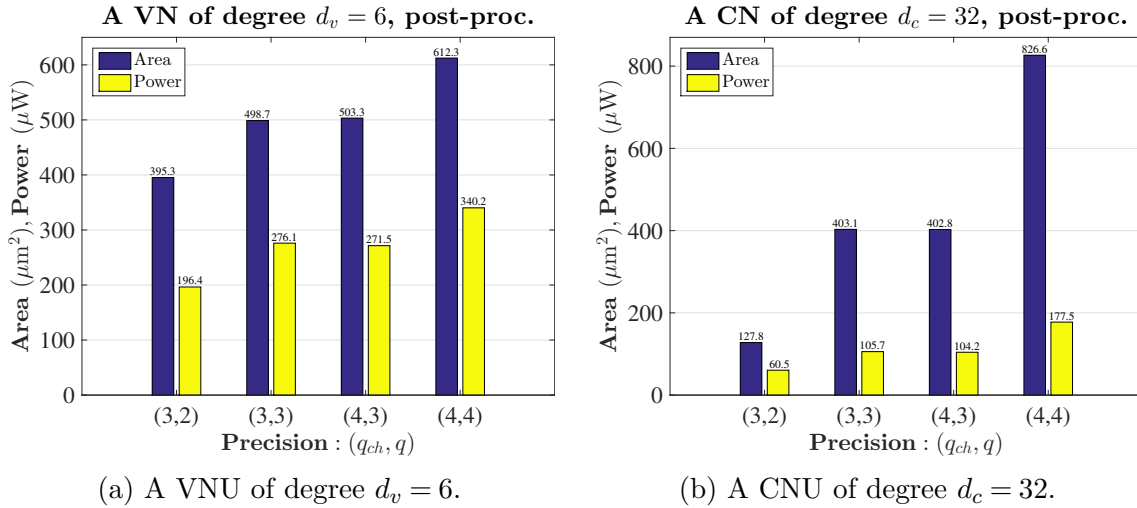 A VN of degree d_v = 6, post-proc.
Area
Power
Area (μm²), Power (μW)
600
500
400
300
200
100
0
395.3
196.4
498.7
276.1
503.3
271.5
612.3
340.2
(3,2) (3,3) (4,3) (4,4)
Precision : (q_ch, q)
(a) A VNU of degree d_v = 6.
A CN of degree d_c = 32, post-proc.
Area
Power
Area (μm²), Power (μW)
800
600
400
200
0
127.8
60.5
403.1
105.7
402.8
104.2
826.6
177.5
(3,2) (3,3) (4,3) (4,4)
Precision : (q_ch, q)
(b) A CNU of degree d_c = 32.